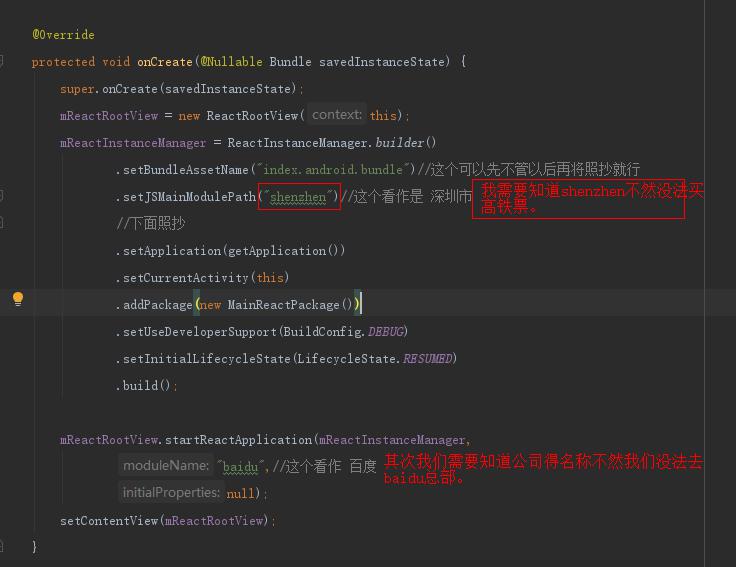 @Override
protected void onCreate(@Nullable Bundle savedInstanceState) {
super.onCreate(savedInstanceState);
mReactRootView = new ReactRootView( context: this);
mReactInstanceManager = ReactInstanceManager.builder()
.setBundleAssetName("index.android.bundle")//这个可以先不管以后再将照抄就行
.setJSMainModulePath("shenzhen")//这个看作是 深圳市
我需要知道shenzhen不然没法买
高铁票。
//下面照抄
.setApplication(getApplication())
.setCurrentActivity(this)
.addPackage(new MainReactPackage())
.setUseDeveloperSupport(BuildConfig.DEBUG)
.setInitialLifecycleState(LifecycleState.RESUMED)
.build();
mReactRootView.startReactApplication(mReactInstanceManager,
moduleName: "baidu",//这个看作 百度
其次我们需要知道公司得名称不然我们没法去
baidu总部。
initialProperties: null);
setContentView(mReactRootView);
}